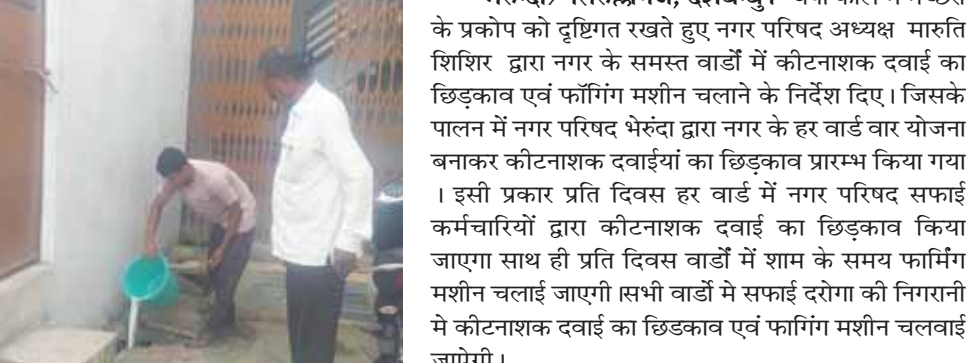 के प्रकोप को दृष्टिगत रखते हुए नगर परिषद अध्यक्ष मारुति
शिशिर द्वारा नगर के समस्त वार्डों में कीटनाशक दवाई का
छिड़काव एवं फॉगिंग मशीन चलाने के निर्देश दिए। जिसके
पालन में नगर परिषद भेरुंदा द्वारा नगर के हर वार्ड वार योजना
बनाकर कीटनाशक दवाईयां का छिड़काव प्रारम्भ किया गया
। इसी प्रकार प्रति दिवस हर वार्ड में नगर परिषद सफाई
कर्मचारियों द्वारा कीटनाशक दवाई का छिड़काव किया
जाएगा साथ ही प्रति दिवस वार्डों में शाम के समय फार्मिंग
मशीन चलाई जाएगी ।सभी वार्डो मे सफाई दरोगा की निगरानी
मे कीटनाशक दवाई का छिडकाव एवं फागिंग मशीन चलवाई
जायेगी।